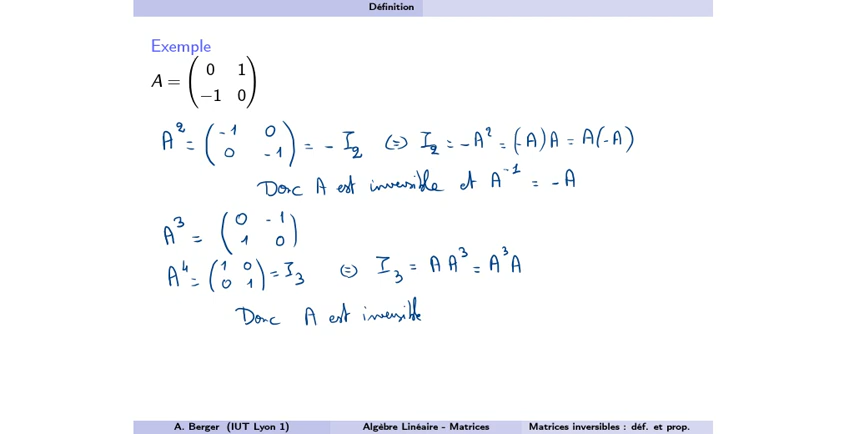 Définition
Exemple
A = ( 0 1 ; −1 0 )
A² = ( -1 0 ; 0 -1 ) = - I₂ (=) I₂ = -A² = (-A)A = A(-A)
Donc A est inversible et A⁻¹ = -A
A³ = ( 0 -1 ; 1 0 )
A⁴ = ( 1 0 ; 0 1 ) = I₃ (=) I₃ = A A³ = A³A
Donc A est inversible
A. Berger (IUT Lyon 1) Algèbre Linéaire - Matrices Matrices inversibles : déf. et prop.